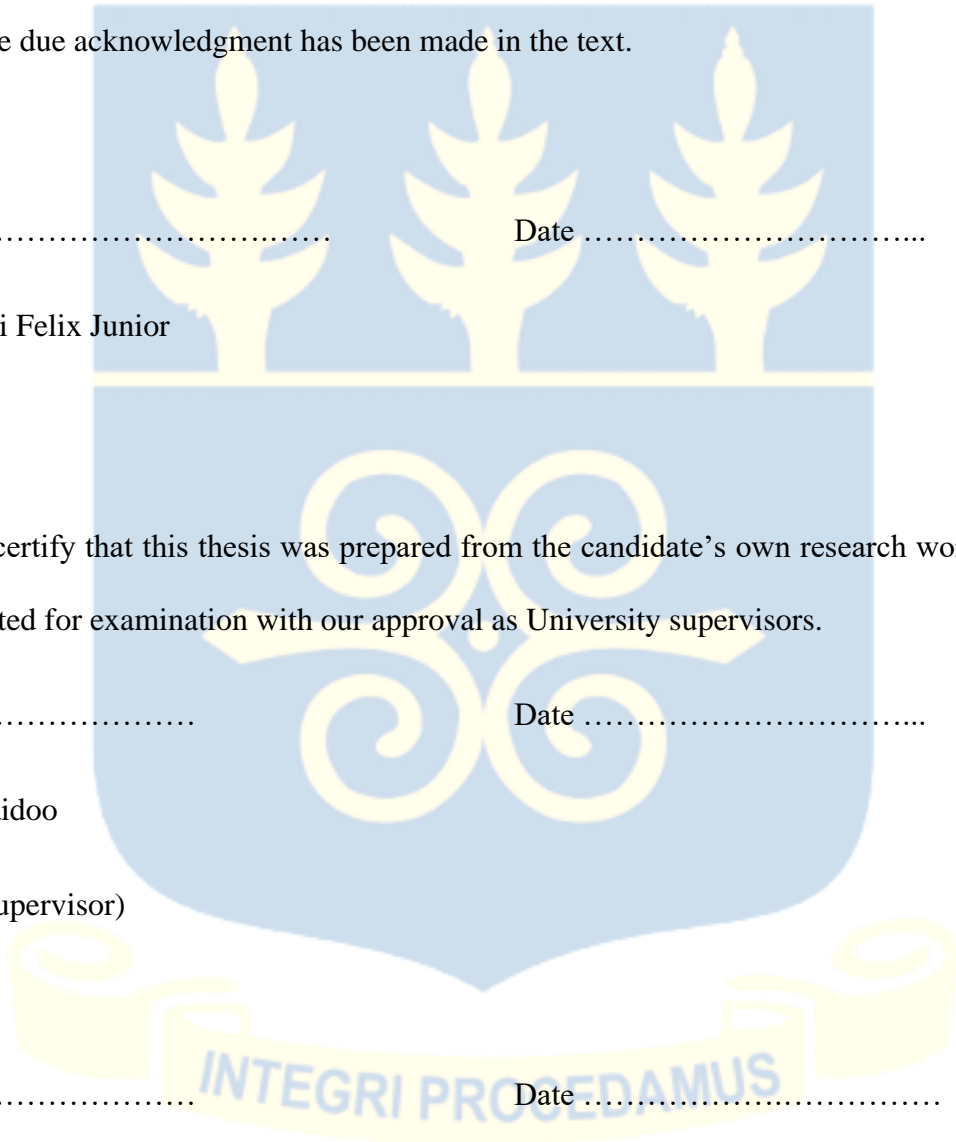 e due acknowledgment has been made in the text.
……………………….…… Date …………………………...
i Felix Junior
certify that this thesis was prepared from the candidate’s own research wor
ted for examination with our approval as University supervisors.
………………… Date …………………………...
idoo
upervisor)
INTEGRI PROCEDAMUS
………………… Date ……………….……………